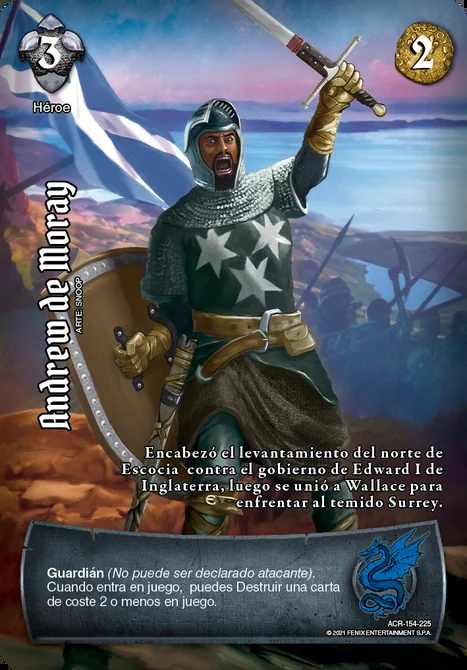 3
Héroe
2
Andrew de Moray
ARTE: SNOOP
Encabezó el levantamiento del norte de
Escocia contra el gobierno de Edward I de
Inglaterra, luego se unió a Wallace para
enfrentar al temido Surrey.
Guardián (No puede ser declarado atacante).
Cuando entra en juego, puedes Destruir una carta
de coste 2 o menos en juego.
ACR-154-225
© 2021 FENIX ENTERTAINMENT S.P.A.